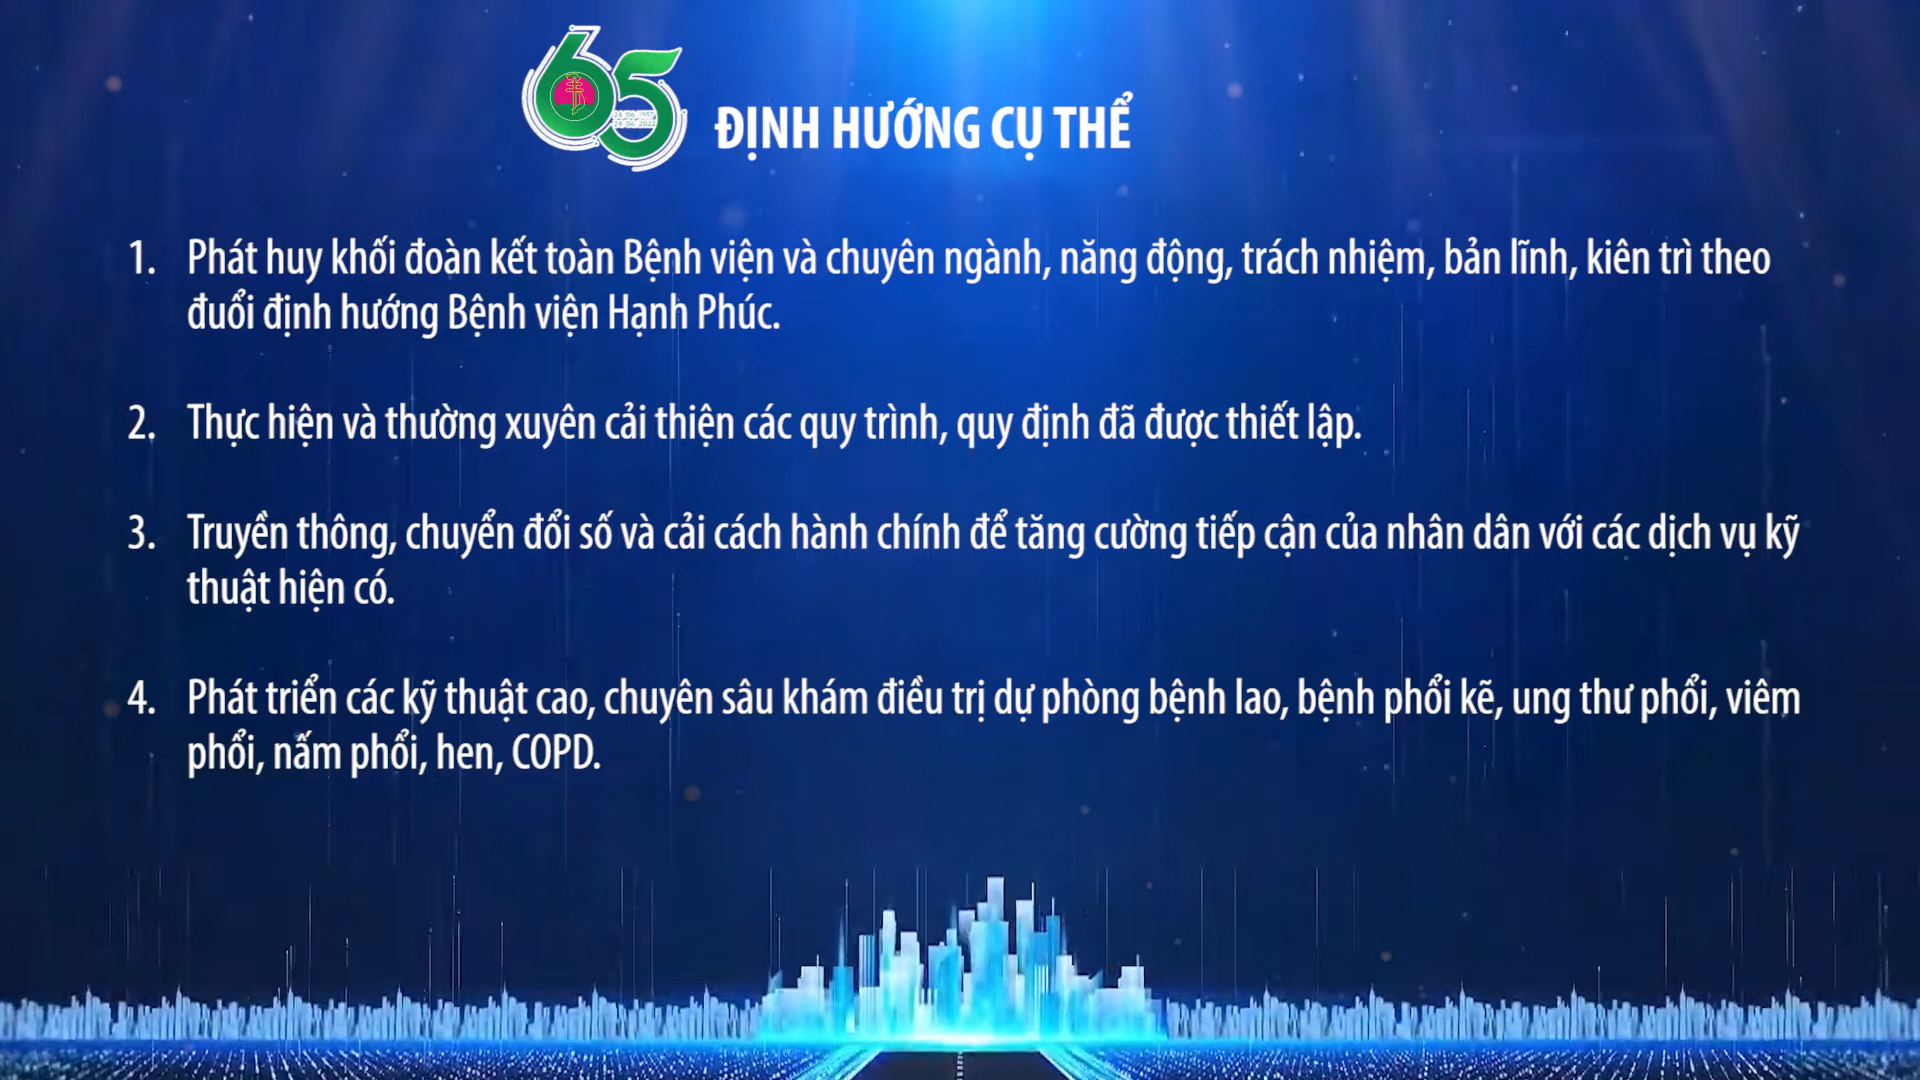 65
ĐỊNH HƯỚNG CỤ THỂ
1. Phát huy khối đoàn kết toàn Bệnh viện và chuyên ngành, năng động, trách nhiệm, bản lĩnh, kiên trì theo
đuổi định hướng Bệnh viện Hạnh Phúc.
2. Thực hiện và thường xuyên cải thiện các quy trình, quy định đã được thiết lập.
3. Truyền thông, chuyển đổi số và cải cách hành chính để tăng cường tiếp cận của nhân dân với các dịch vụ kỹ
thuật hiện có.
4. Phát triển các kỹ thuật cao, chuyên sâu khám điều trị dự phòng bệnh lao, bệnh phổi kẽ, ung thư phổi, viêm
phổi, nấm phổi, hen, COPD.